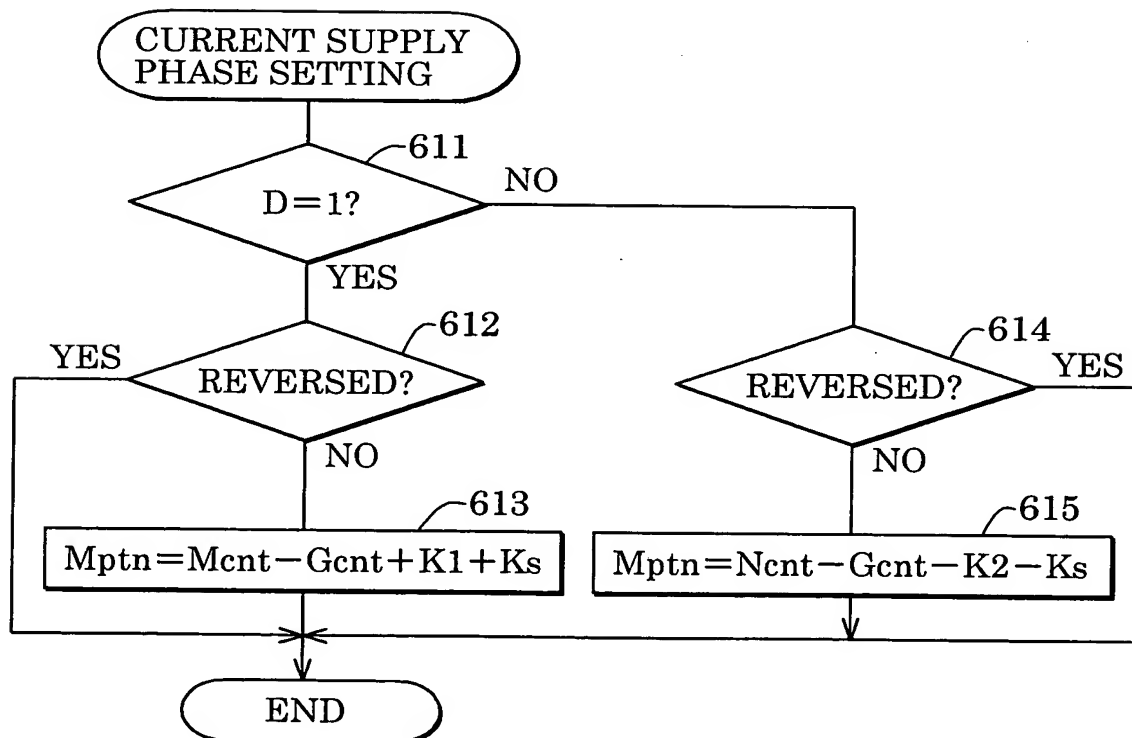 CURRENT SUPPLY
PHASE SETTING
611
D=1?
NO
YES
612
YES
REVERSED?
NO
614
REVERSED?
YES
NO
613
Mptn=Mcnt−Gcnt+K1+Ks
615
Mptn=Ncnt−Gcnt−K2−Ks
END